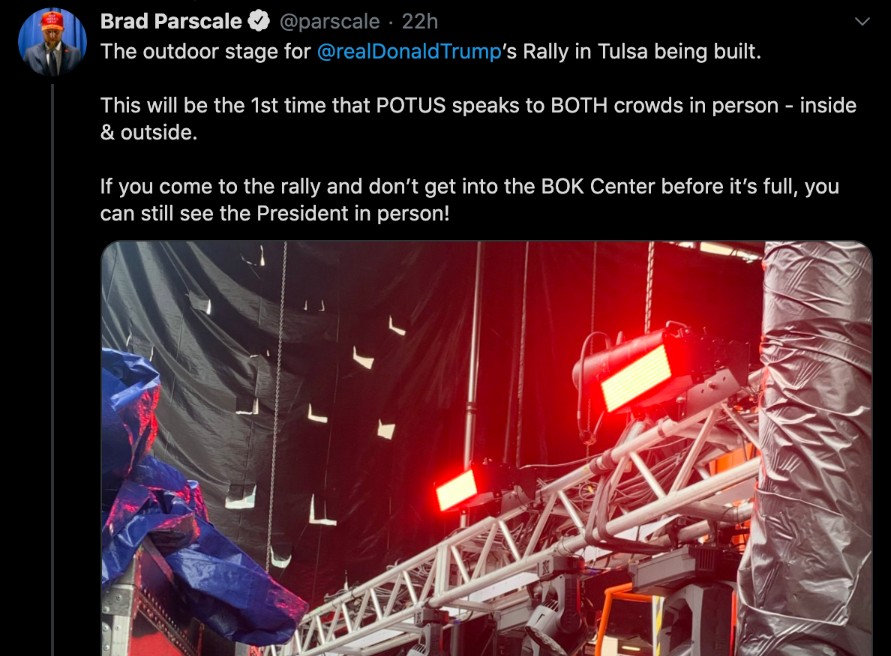 Brad Parscale @parscale · 22h
The outdoor stage for @realDonaldTrump's Rally in Tulsa being built.
This will be the 1st time that POTUS speaks to BOTH crowds in person - inside
& outside.
If you come to the rally and don't get into the BOK Center before it's full, you
can still see the President in person!